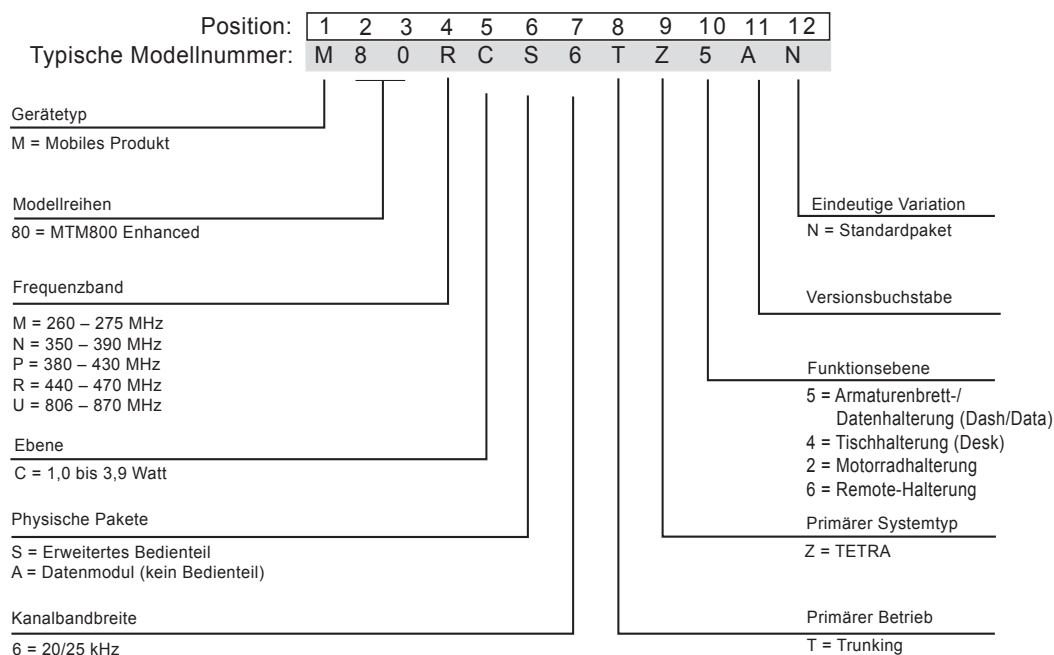 Position: 1 2 3 4 5 6 7 8 9 10 11 12
Typische Modellnummer: M 8 0 R C S 6 T Z 5 A N
Gerätetyp
M = Mobiles Produkt
Modellreihen
80 = MTM800 Enhanced
Frequenzband
M = 260 – 275 MHz
N = 350 – 390 MHz
P = 380 – 430 MHz
R = 440 – 470 MHz
U = 806 – 870 MHz
Ebene
C = 1,0 bis 3,9 Watt
Physische Pakete
S = Erweitertes Bedienteil
A = Datenmodul (kein Bedienteil)
Kanalbandbreite
6 = 20/25 kHz
Eindeutige Variation
N = Standardpaket
Versionsbuchstabe
Funktionsebene
5 = Armaturenbrett-/
Datenhalterung (Dash/Data)
4 = Tischhalterung (Desk)
2 = Motorradhalterung
6 = Remote-Halterung
Primärer Systemtyp
Z = TETRA
Primärer Betrieb
T = Trunking